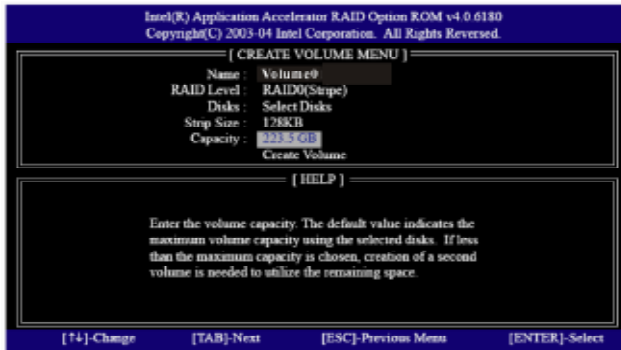 Intel(R) Application Accelerator RAID Option ROM v4.0.6180
Copyright(C) 2003-04 Intel Corporation. All Rights Reversed.
[ CREATE VOLUME MENU ]
Name : Volume0
RAID Level : RAID0(Stripe)
Disks : Select Disks
Strip Size : 128KB
Capacity : 223.5 GB
Create Volume
[ HELP ]
Enter the volume capacity. The default value indicates the
maximum volume capacity using the selected disks. If less
than the maximum capacity is chosen, creation of a second
volume is needed to utilize the remaining space.
[↑↓]-Change [TAB]-Next [ESC]-Previous Menu [ENTER]-Select